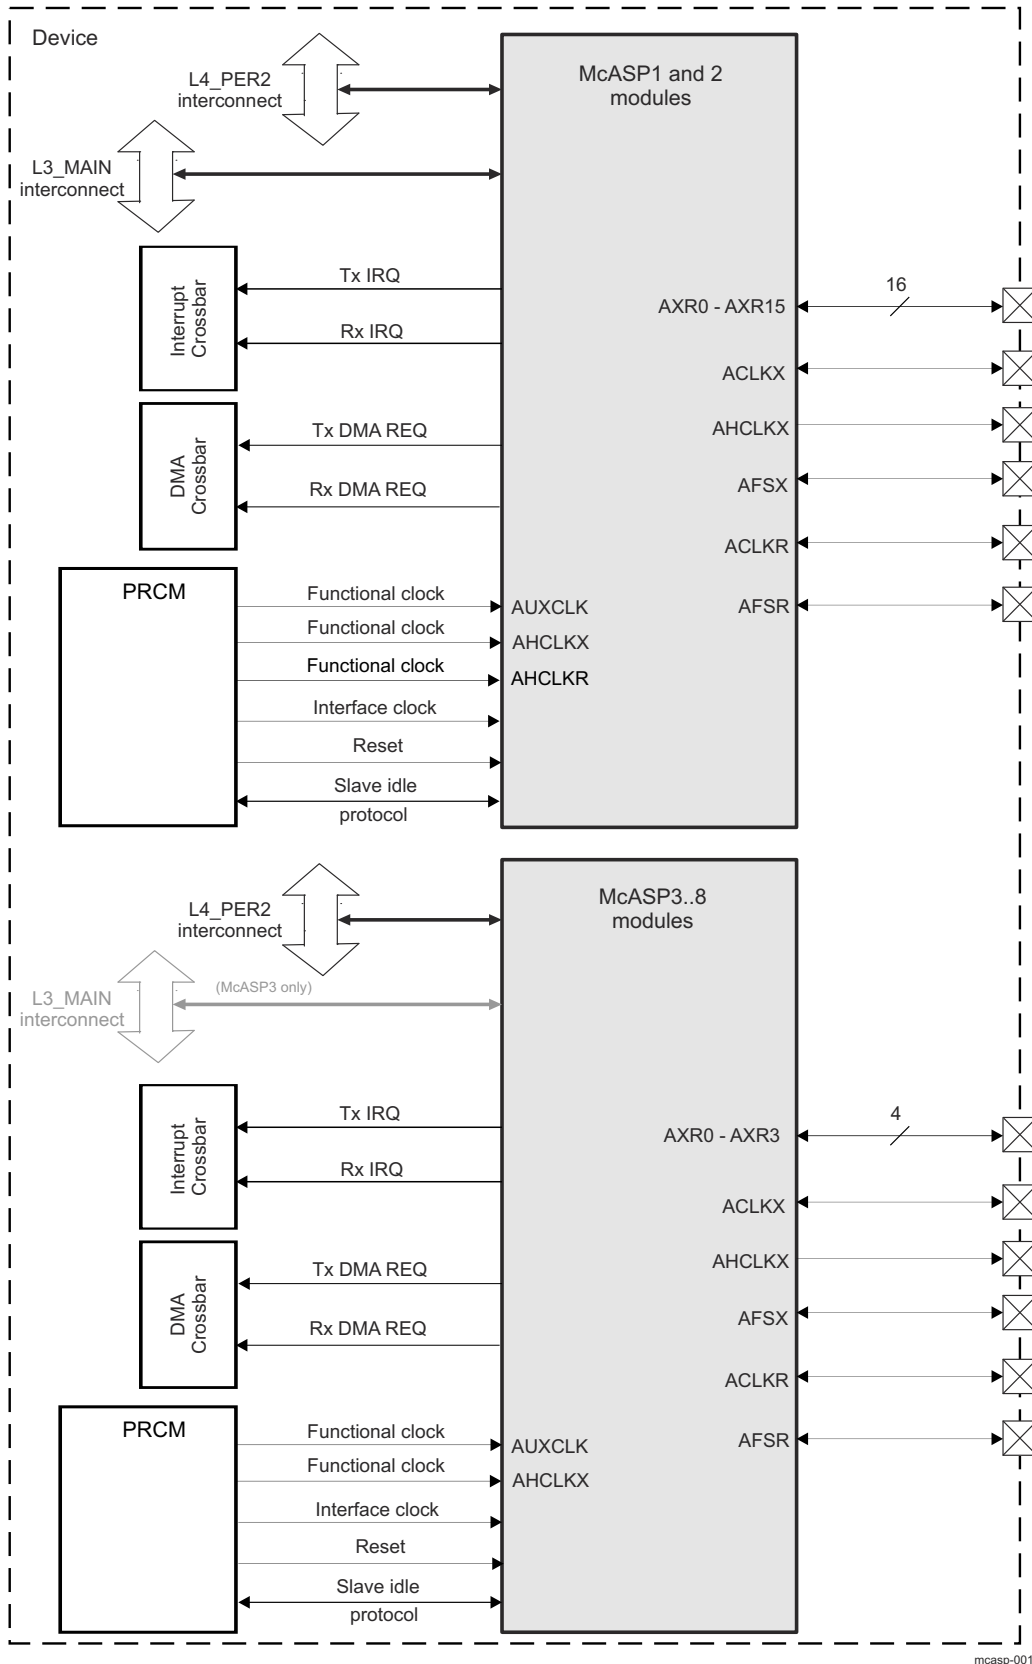 Device
McASP1 and 2
modules
L4_PER2
interconnect
L3_MAIN
interconnect
Interrupt
Crossbar
Tx IRQ
Rx IRQ
DMA
Crossbar
Tx DMA REQ
Rx DMA REQ
PRCM
Functional clock
AUXCLK
Functional clock
AHCLKX
Functional clock
AHCLKR
Interface clock
Reset
Slave idle
protocol
AXR0 - AXR15
16
ACLKX
AHCLKX
AFSX
ACLKR
AFSR
McASP3..8
modules
L4_PER2
interconnect
L3_MAIN
interconnect
(McASP3 only)
Interrupt
Crossbar
Tx IRQ
Rx IRQ
DMA
Crossbar
Tx DMA REQ
Rx DMA REQ
PRCM
Functional clock
AUXCLK
Functional clock
AHCLKX
Interface clock
Reset
Slave idle
protocol
AXR0 - AXR3
4
ACLKX
AHCLKX
AFSX
ACLKR
AFSR
mcasp-001